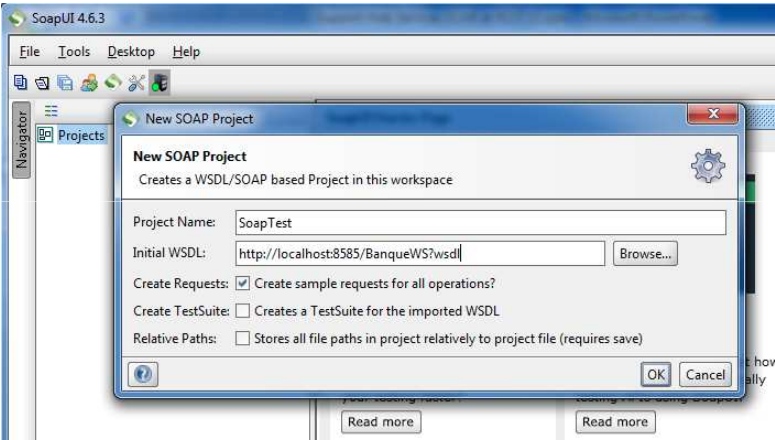 SoapUI 4.6.3
File Tools Desktop Help
Navigator
Projects
New SOAP Project
New SOAP Project
Creates a WSDL/SOAP based Project in this workspace
Project Name: SoapTest
Initial WSDL: http://localhost:8585/BanqueWS?wsdl Browse...
Create Requests: Create sample requests for all operations?
Create TestSuite: Creates a TestSuite for the imported WSDL
Relative Paths: Stores all file paths in project relatively to project file (requires save)
OK Cancel
how
ally
Read more Read more